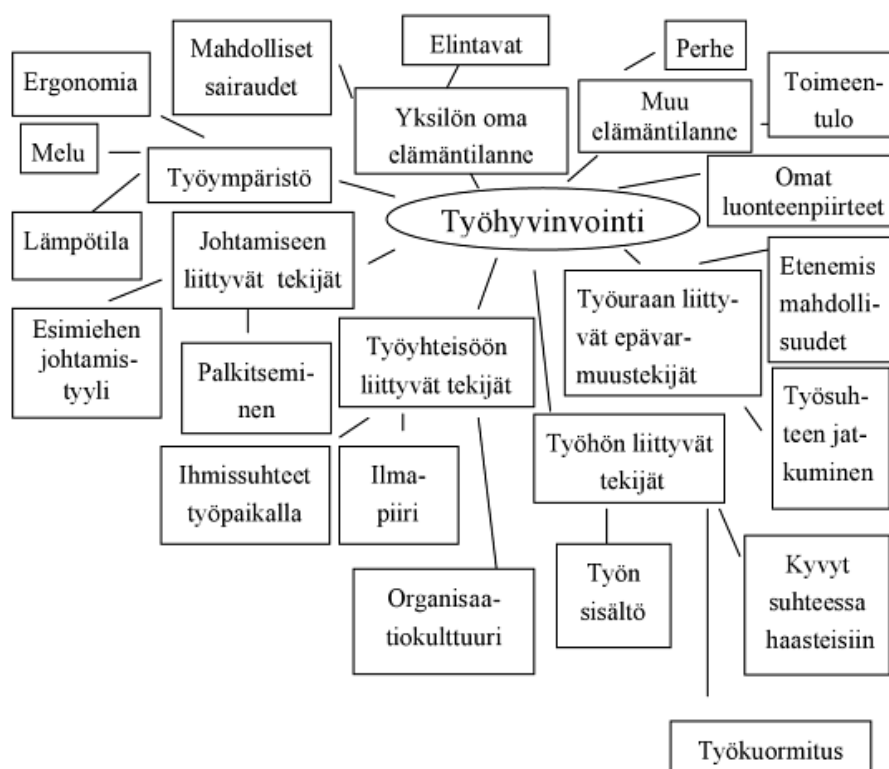 Mahdolliset
sairaudet
Elintavat
Perhe
Ergonomia
Toimeen-
tulo
Yksilön oma
elämäntilanne
Muu
elämäntilanne
Melu
Työympäristö
Omat
luonteenpiirteet
Työhyvinvointi
Lämpötila
Johtamiseen
liittyvät tekijät
Etenemis
mahdolli-
suudet
Työuraan liitty-
vät epävar-
muustekijät
Esimiehen
johtamis-
tyyli
Palkitsemi-
nen
Työyhteisöön
liittyvät tekijät
Työsuh-
teen jat-
kuminen
Työhön liittyvät
tekijät
Ihmissuhteet
työpaikalla
Ilma-
piiri
Organisaa-
tiokulttuuri
Työn
sisältö
Kyvyt
suhteessa
haasteisiin
Työkuormitus